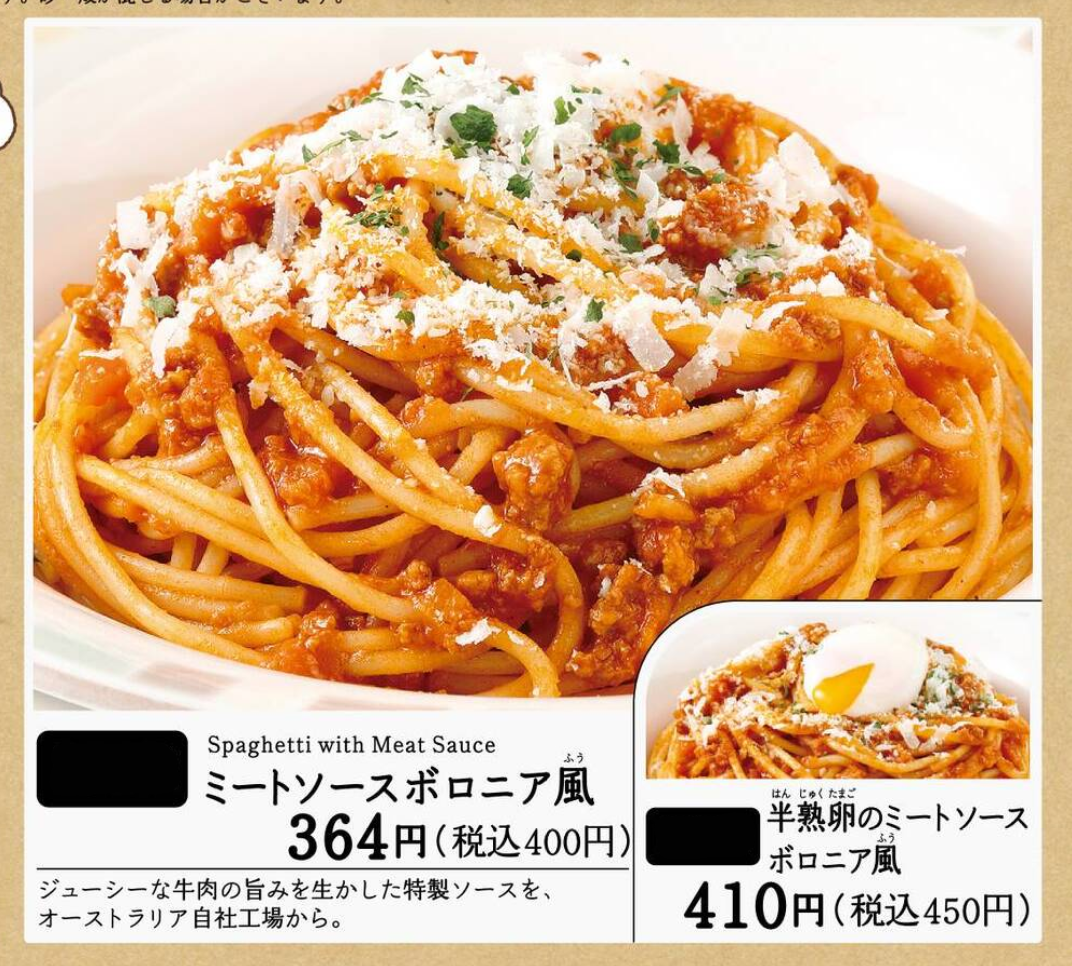 Spaghetti with Meat Sauce
ふう
ミートソースボロニア風
364円(税込400円)
ジューシーな牛肉の旨みを生かした特製ソースを、
オーストラリア自社工場から。
はん じゅく たまご
半熟卵のミートソース
ふう
ボロニア風
410円(税込450円)